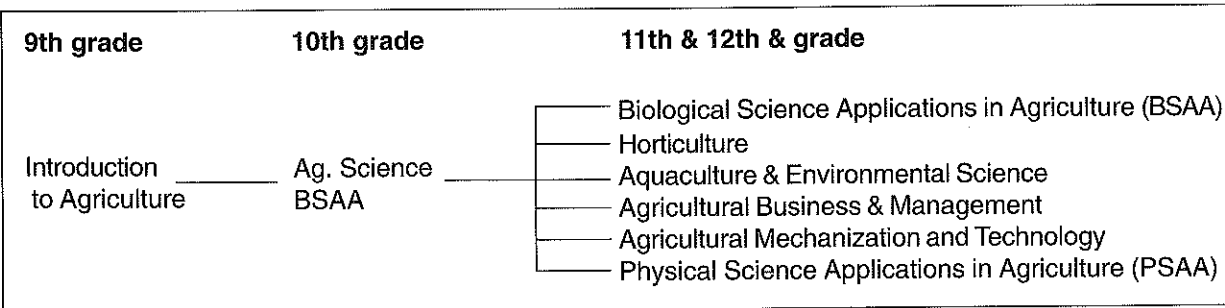 9th grade
10th grade
11th & 12th & grade
Introduction
to Agriculture
Ag. Science
BSAA
Biological Science Applications in Agriculture (BSAA)
Horticulture
Aquaculture & Environmental Science
Agricultural Business & Management
Agricultural Mechanization and Technology
Physical Science Applications in Agriculture (PSAA)